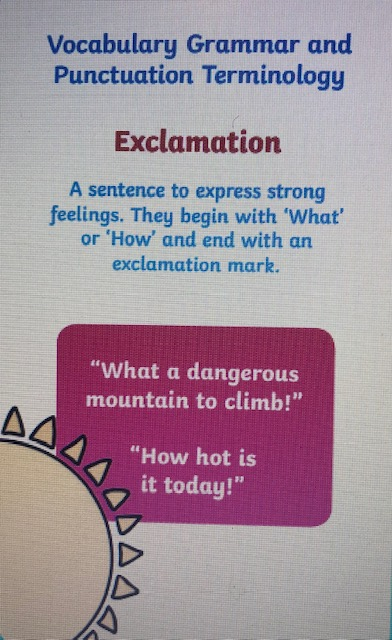 Vocabulary Grammar and
Punctuation Terminology
Exclamation
A sentence to express strong
feelings. They begin with ‘What’
or ‘How’ and end with an
exclamation mark.
“What a dangerous
mountain to climb!”
“How hot is
it today!”